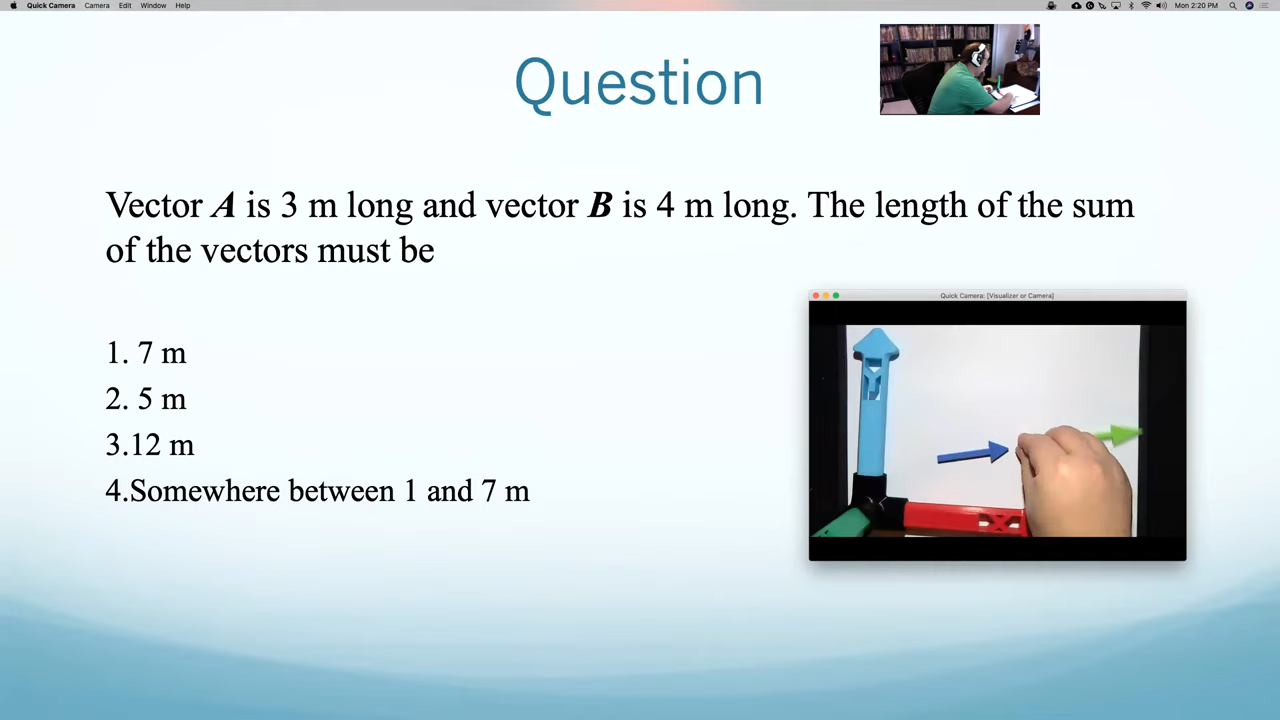 Quick Camera Camera Edit Window Help Mon 2:20 PM
Question
Vector A is 3 m long and vector B is 4 m long. The length of the sum
of the vectors must be
1. 7 m
2. 5 m
3.12 m
4.Somewhere between 1 and 7 m
Quick Camera: [Visualizer or Camera]
Y
X